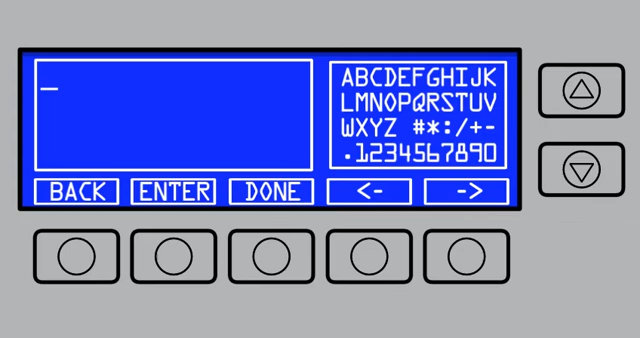 _
ABCDEFGHIJK
LMNOPQRSTUV
WXYZ #*:/+-
.1234567890
BACK ENTER DONE <- ->